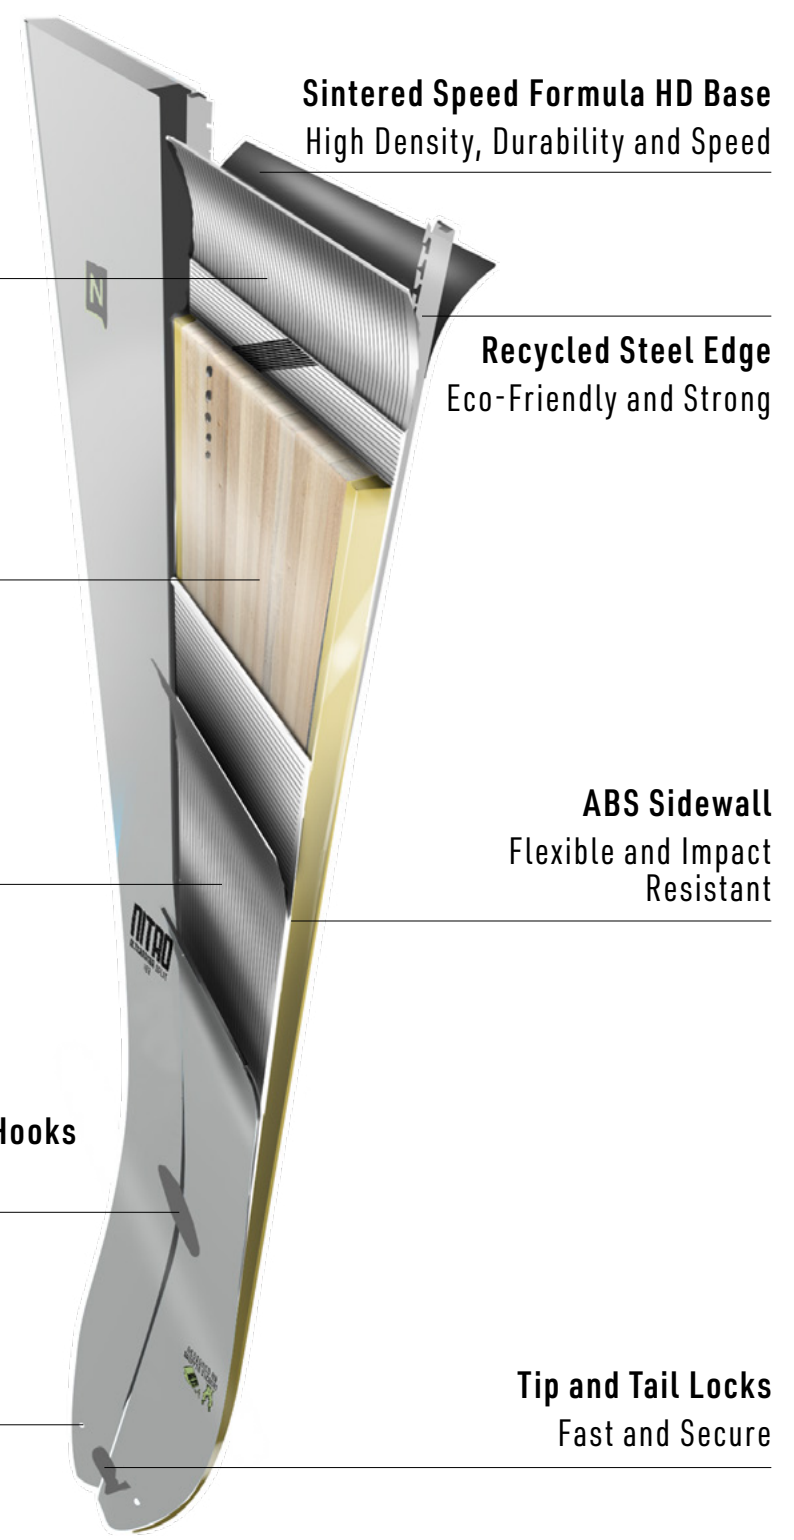 Sintered Speed Formula HD Base
High Density, Durability and Speed
N
Recycled Steel Edge
Eco-Friendly and Strong
ABS Sidewall
Flexible and Impact
Resistant
NITRO
Hooks
Tip and Tail Locks
Fast and Secure